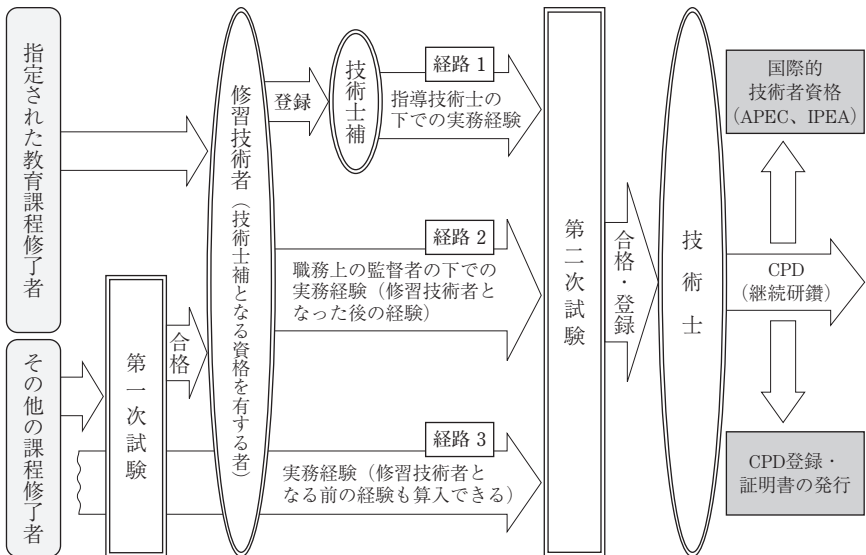 指定された教育課程修了者
その他の課程修了者
第一次試験
合格
修習技術者（技術士補となる資格を有する者）
登録
技術士補
経路 1
指導技術士の
下での実務経験
経路 2
職務上の監督者の下での
実務経験（修習技術者と
なった後の経験）
経路 3
実務経験（修習技術者と
なる前の経験も算入できる）
第二次試験
合格・登録
技術士
国際的
技術者資格
(APEC、IPEA)
CPD
(継続研鑽)
CPD登録・
証明書の発行